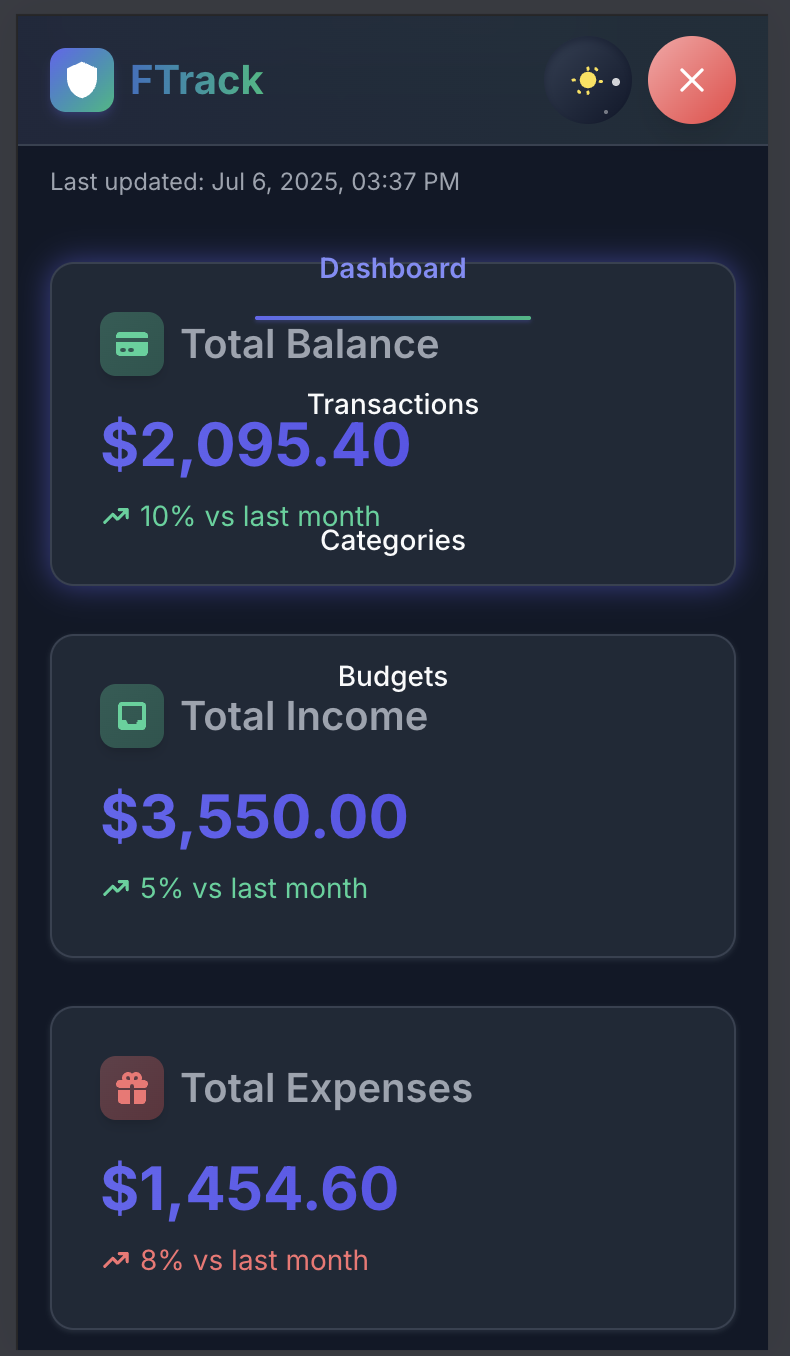 FTrack
Last updated: Jul 6, 2025, 03:37 PM
Dashboard
Total Balance
Transactions
$2,095.40
10% vs last month
Categories
Budgets
Total Income
$3,550.00
5% vs last month
Total Expenses
$1,454.60
8% vs last month